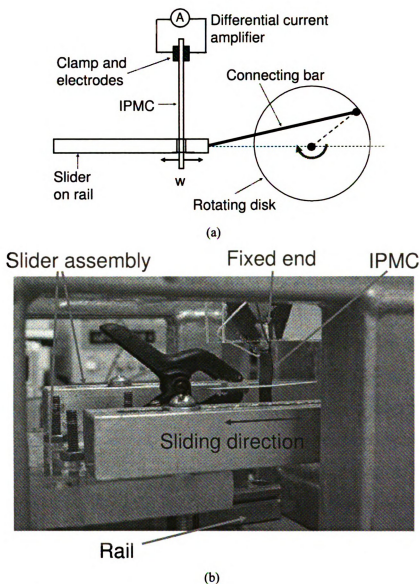 A
Differential current
amplifier
Clamp and
electrodes
Connecting bar
IPMC
Slider
on rail
w
Rotating disk
(a)
Slider assembly
Fixed end
IPMC
Sliding direction
Rail
(b)